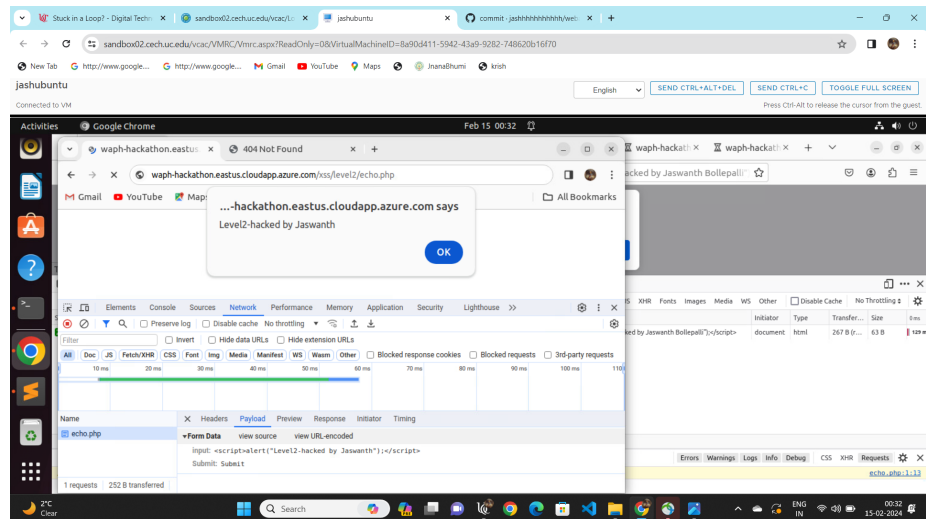 Stuck in a Loop? - Digital Techn
sandbox02.cech.uc.edu/vcac/Lo
jashubuntu
commit · jashhhhhhhhhh/web
sandbox02.cech.uc.edu/vcac/VMRC/Vmrc.aspx?ReadOnly=0&VirtualMachineID=8a90d411-5942-43a9-9282-748620b16f70
New Tab
http://www.google...
http://www.google...
Gmail
YouTube
Maps
JnanaBhumi
krish
jashubuntu
English
SEND CTRL+ALT+DEL
SEND CTRL+C
TOGGLE FULL SCREEN
Connected to VM
Press Ctrl-Alt to release the cursor from the guest.
Activities
Google Chrome
Feb 15 00:32
waph-hackathon.eastus
404 Not Found
waph-hackath
waph-hackath
waph-hackathon.eastus.cloudapp.azure.com/xss/level2/echo.php
acked by Jaswanth Bollepalli"
Gmail
YouTube
Map
All Bookmarks
...-hackathon.eastus.cloudapp.azure.com says
Level2-hacked by Jaswanth
OK
Elements Console Sources Network Performance Memory Application Security Lighthouse
XHR Fonts Images Media WS Other Disable Cache No Throttling
Preserve log Disable cache No throttling
Initiator Type Transfer... Size
Filter Invert Hide data URLs Hide extension URLs
ked by Jaswanth Bollepalli");</script> document html 267 B (r... 63 B 129 m
All Doc JS Fetch/XHR CSS Font Img Media Manifest WS Wasm Other Blocked response cookies Blocked requests 3rd-party requests
10 ms 20 ms 30 ms 40 ms 50 ms 60 ms 70 ms 80 ms 90 ms 100 ms 110
Name
Headers Payload Preview Response Initiator Timing
echo.php
Form Data view source view URL-encoded
input: <script>alert("Level2-hacked by Jaswanth");</script>
Submit: Submit
Errors Warnings Logs Info Debug CSS XHR Requests
echo.php:1:13
1 requests 252 B transferred
2°C
Clear
Search
ENG
IN
00:32
15-02-2024